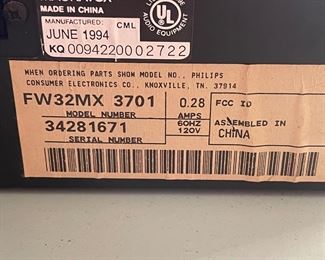 MADE IN CHINA
MANUFACTURED: CML
JUNE 1994
KQ 0094220002722
UL
AUDIO EQUIPMENT
WHEN ORDERING PARTS SHOW MODEL NO., PHILIPS
CONSUMER ELECTRONICS CO., KNOXVILLE, TN. 37914
FW32MX 3701
MODEL NUMBER
34281671
SERIAL NUMBER
0.28
AMPS
60HZ
120V
FCC ID
ASSEMBLED IN
CHINA